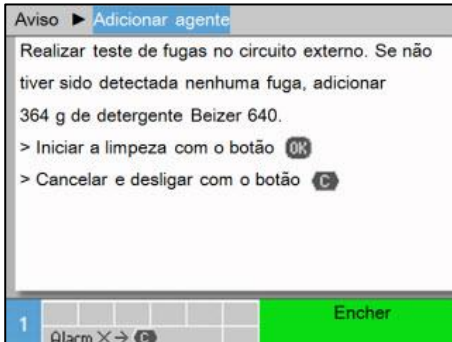 Aviso ► Adicionar agente
Realizar teste de fugas no circuito externo. Se não
tiver sido detectada nenhuma fuga, adicionar
364 g de detergente Beizer 640.
> Iniciar a limpeza com o botão OK
> Cancelar e desligar com o botão C
Encher
1
Alarm X → C